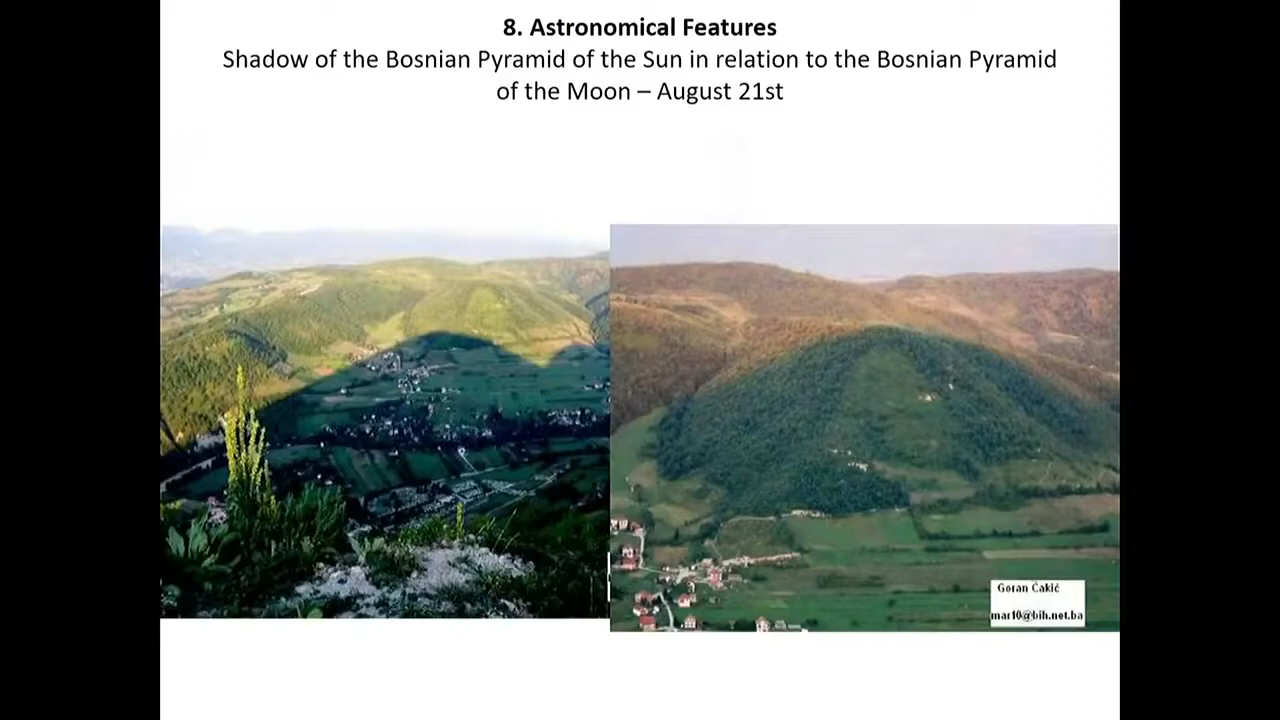 8. Astronomical Features
Shadow of the Bosnian Pyramid of the Sun in relation to the Bosnian Pyramid
of the Moon – August 21st
Goran Čakić
mar10@bih.net.ba